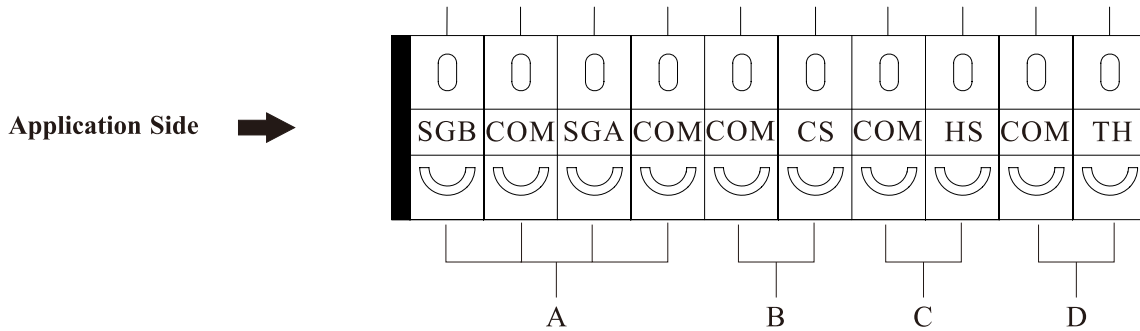 Application Side
SGB COM SGA COM COM CS COM HS COM TH
A B C D